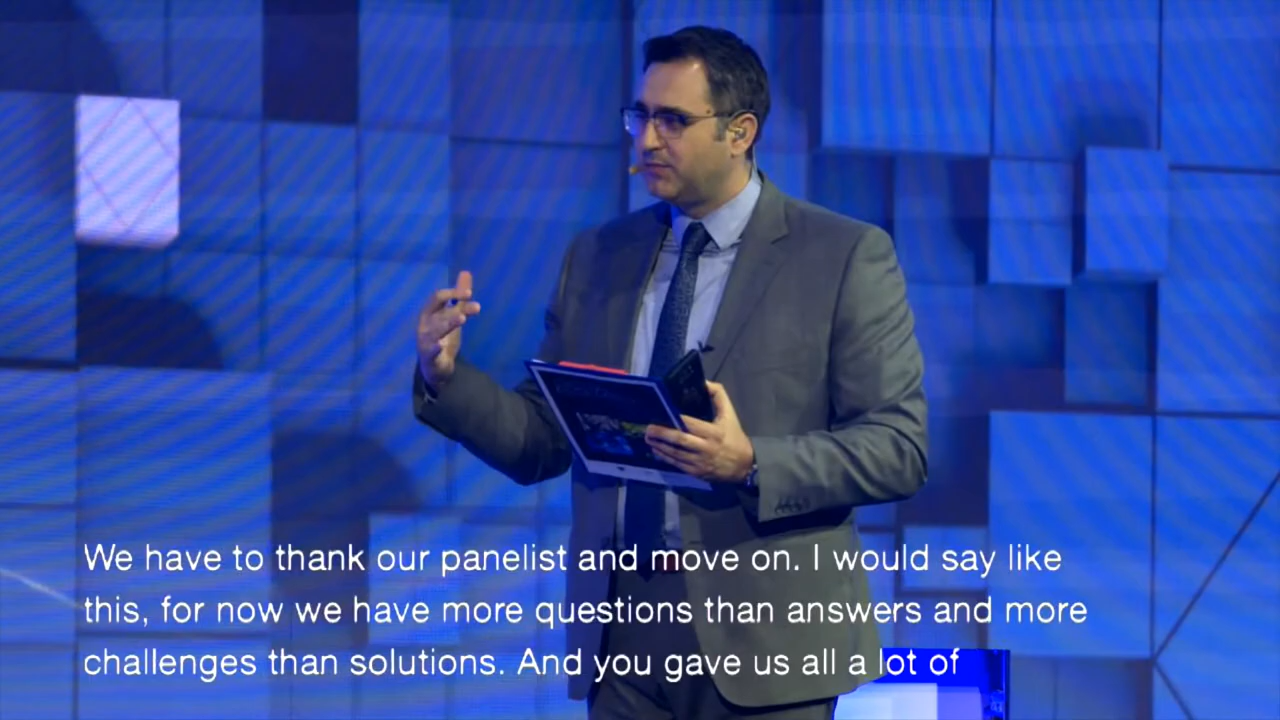 We have to thank our panelist and move on. I would say like
this, for now we have more questions than answers and more
challenges than solutions. And you gave us all a lot of